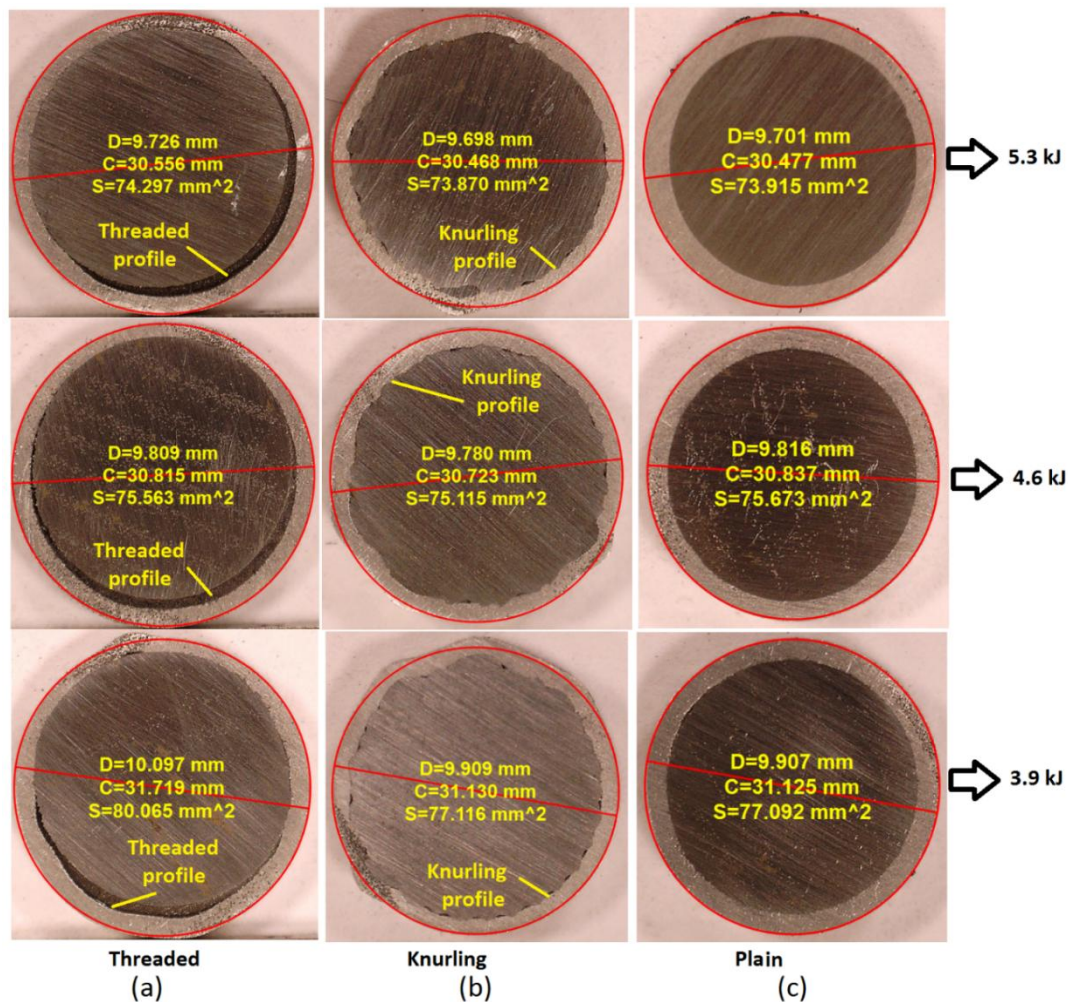 D=9.726 mm
C=30.556 mm
S=74.297 mm^2
Threaded
profile
D=9.698 mm
C=30.468 mm
S=73.870 mm^2
Knurling
profile
D=9.701 mm
C=30.477 mm
S=73.915 mm^2
5.3 kJ
D=9.809 mm
C=30.815 mm
S=75.563 mm^2
Threaded
profile
Knurling
profile
D=9.780 mm
C=30.723 mm
S=75.115 mm^2
D=9.816 mm
C=30.837 mm
S=75.673 mm^2
4.6 kJ
D=10.097 mm
C=31.719 mm
S=80.065 mm^2
Threaded
profile
D=9.909 mm
C=31.130 mm
S=77.116 mm^2
Knurling
profile
D=9.907 mm
C=31.125 mm
S=77.092 mm^2
3.9 kJ
Threaded
(a)
Knurling
(b)
Plain
(c)